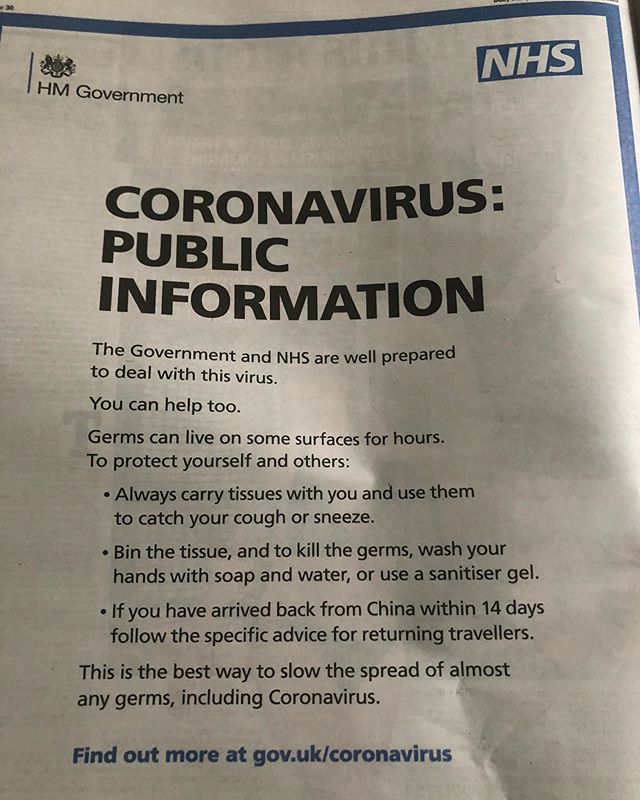 e 30
HM Government
NHS
CORONAVIRUS:
PUBLIC
INFORMATION
The Government and NHS are well prepared
to deal with this virus.
You can help too.
Germs can live on some surfaces for hours.
To protect yourself and others:
• Always carry tissues with you and use them
to catch your cough or sneeze.
• Bin the tissue, and to kill the germs, wash your
hands with soap and water, or use a sanitiser gel.
• If you have arrived back from China within 14 days
follow the specific advice for returning travellers.
This is the best way to slow the spread of almost
any germs, including Coronavirus.
Find out more at gov.uk/coronavirus